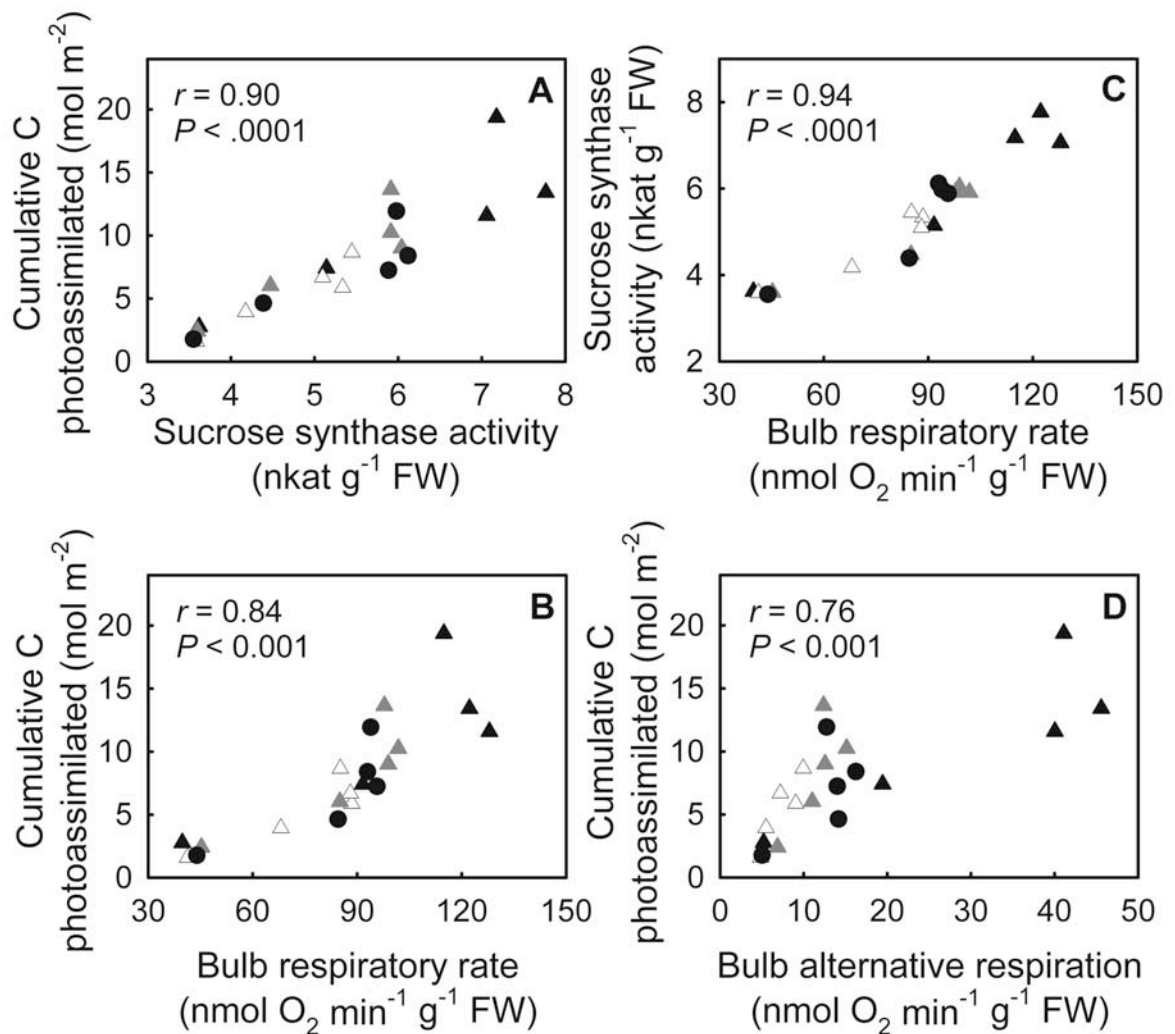 A
r = 0.90
P < .0001
Cumulative C
photoassimilated (mol m⁻²)
20
15
10
5
0
3 4 5 6 7 8
Sucrose synthase activity
(nkat g⁻¹ FW)
C
r = 0.94
P < .0001
Sucrose synthase
activity (nkat g⁻¹ FW)
8
6
4
2
30 60 90 120 150
Bulb respiratory rate
(nmol O₂ min⁻¹ g⁻¹ FW)
B
r = 0.84
P < 0.001
Cumulative C
photoassimilated (mol m⁻²)
20
15
10
5
0
30 60 90 120 150
Bulb respiratory rate
(nmol O₂ min⁻¹ g⁻¹ FW)
D
r = 0.76
P < 0.001
Cumulative C
photoassimilated (mol m⁻²)
20
15
10
5
0
0 10 20 30 40 50
Bulb alternative respiration
(nmol O₂ min⁻¹ g⁻¹ FW)